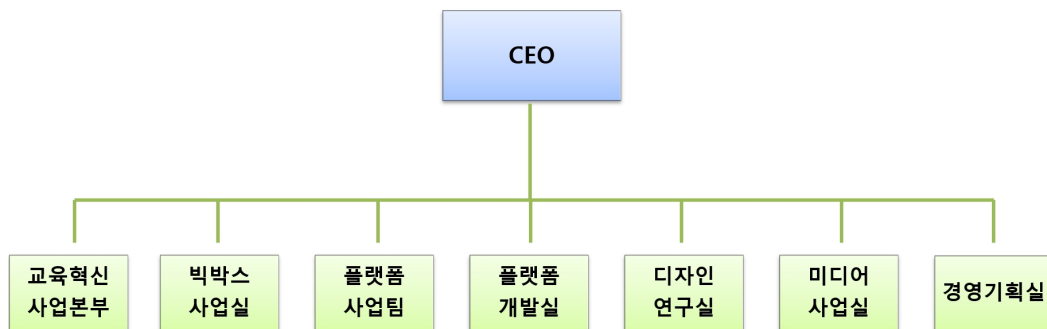 CEO
교육혁신
사업본부
빅박스
사업실
플랫폼
사업팀
플랫폼
개발실
디자인
연구실
미디어
사업실
경영기획실